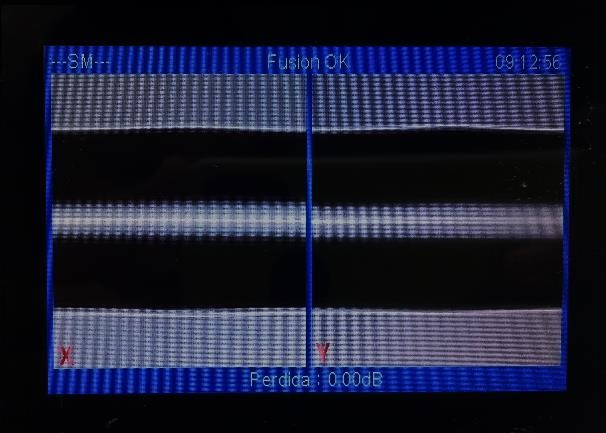 ---SM--- Fusion OK 09:12:56
X Y
Perdida : 0.00dB